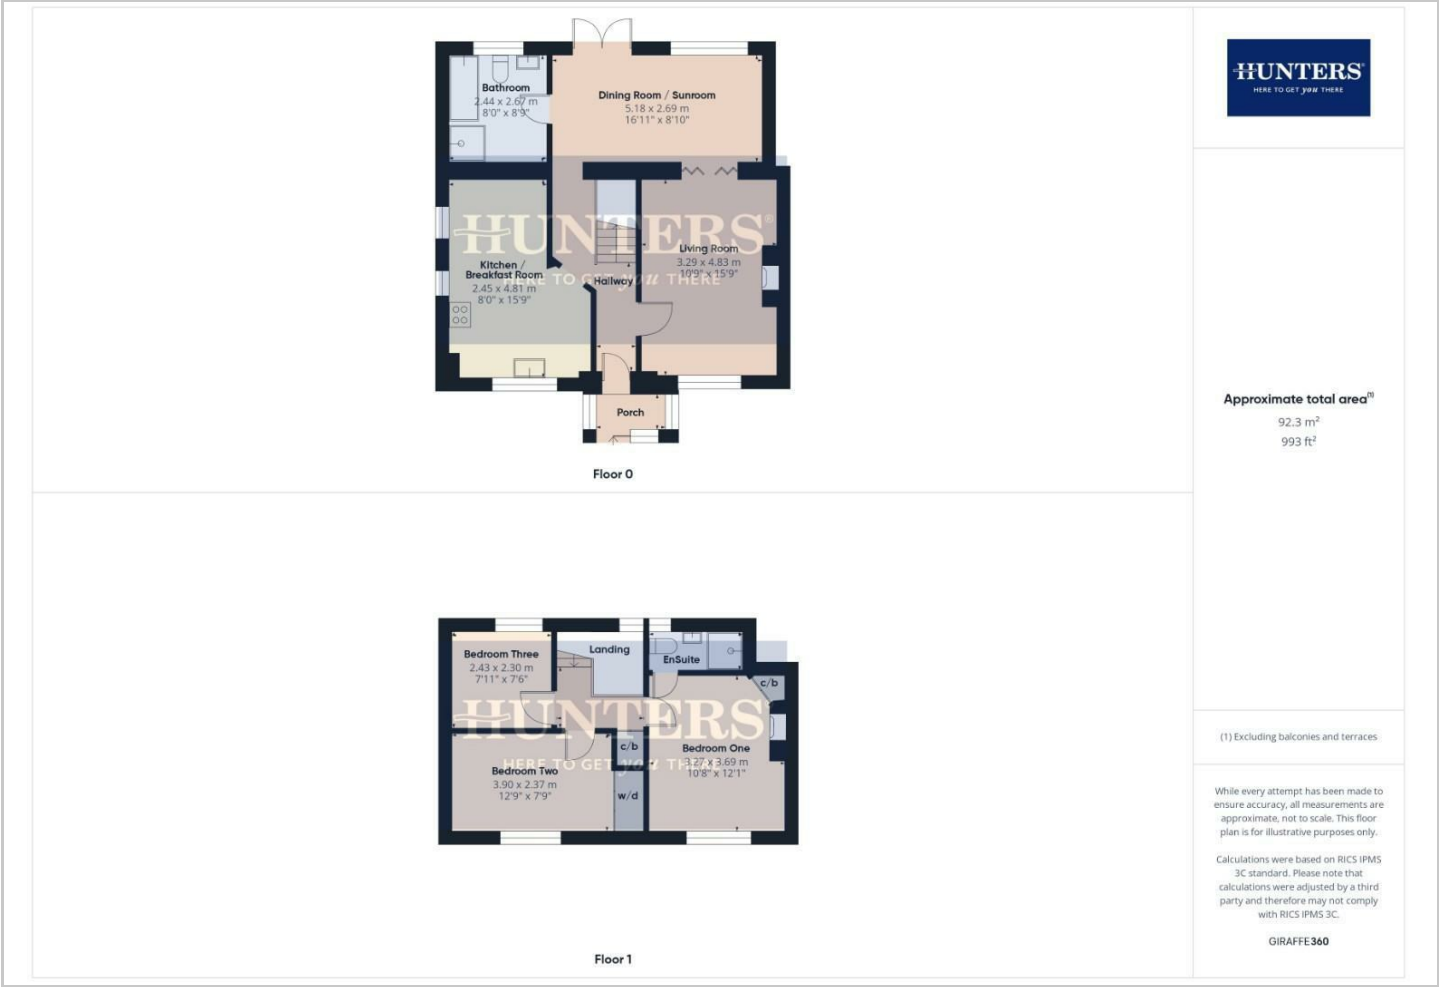 Bathroom
2.44 x 2.67 m
8'0" x 8'9"
Dining Room / Sunroom
5.18 x 2.69 m
16'11" x 8'10"
HUNTERS®
HERE TO GET you THERE
Kitchen /
Breakfast Room
2.45 x 4.81 m
8'0" x 15'9"
Hallway
Living Room
3.29 x 4.83 m
10'9" x 15'9"
Porch
Floor 0
HUNTERS®
HERE TO GET you THERE
Approximate total area(1)
92.3 m²
993 ft²
Bedroom Three
2.43 x 2.30 m
7'11" x 7'6"
Landing
EnSuite
c/b
HUNTERS
HERE TO GET you THERE
c/b
Bedroom One
3.27 x 3.69 m
10'8" x 12'1"
Bedroom Two
3.90 x 2.37 m
12'9" x 7'9"
w/d
Floor 1
(1) Excluding balconies and terraces
While every attempt has been made to
ensure accuracy, all measurements are
approximate, not to scale. This floor
plan is for illustrative purposes only.
Calculations were based on RICS IPMS
3C standard. Please note that
calculations were adjusted by a third
party and therefore may not comply
with RICS IPMS 3C.
GIRAFFE360